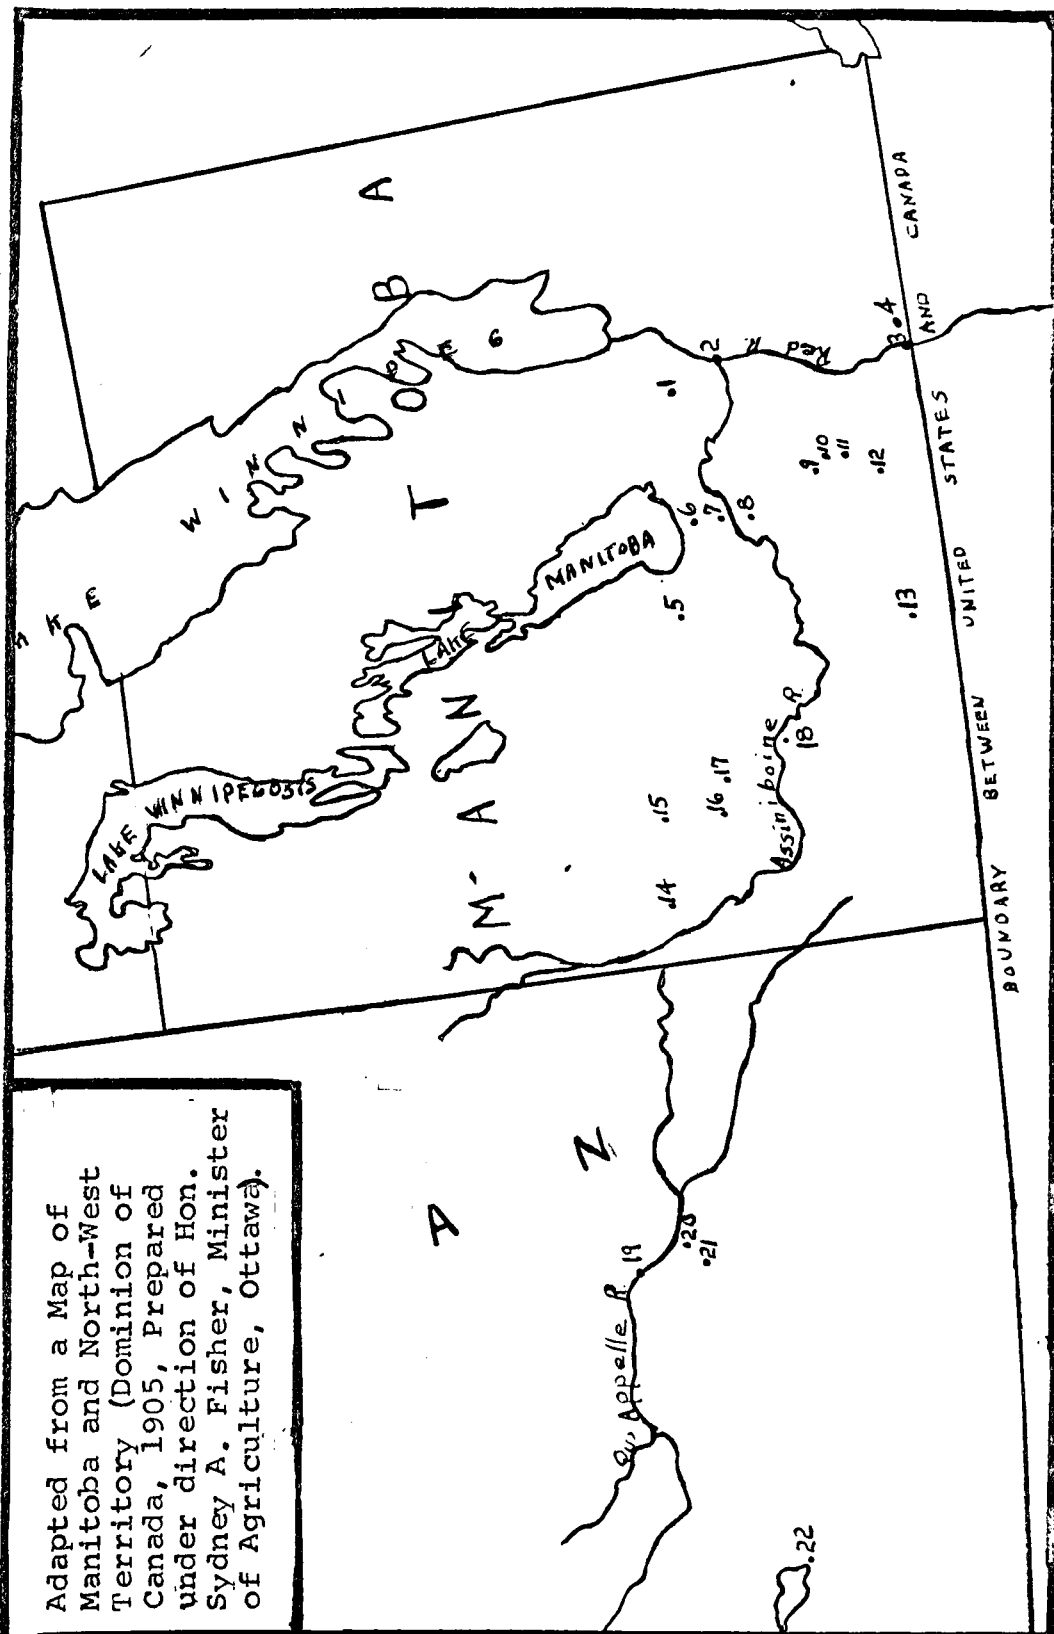 Adapted from a Map of
Manitoba and North-West
Territory (Dominion of
Canada, 1905, Prepared
under direction of Hon.
Sydney A. Fisher, Minister
of Agriculture, Ottawa).
KE
WINNIPEG
LAKE WINNIPEGOSIS
LAKE
MANITOBA
MANITOBA
A N
Qu'Appelle R.
Assiniboine R.
Red R
1
2
3
4
5
6
6
7
8
9
10
11
12
13
14
15
16
17
18
19
20
21
22
BOUNDARY BETWEEN UNITED STATES AND CANADA